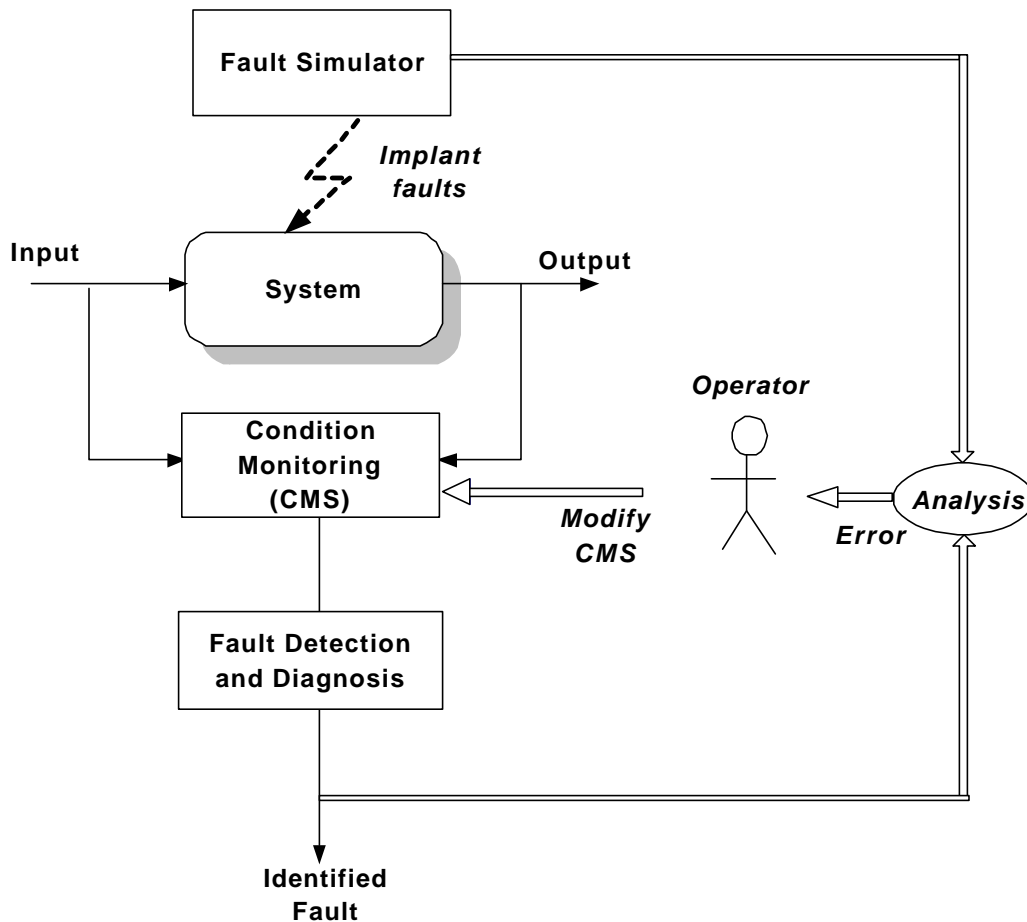 Fault Simulator
Implant
faults
Input
System
Output
Operator
Condition
Monitoring
(CMS)
Modify
CMS
Error
Analysis
Fault Detection
and Diagnosis
Identified
Fault